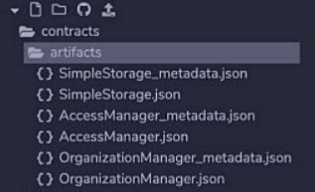 contracts
artifacts
{} SimpleStorage_metadata.json
{} SimpleStorage.json
{} AccessManager_metadata.json
{} AccessManager.json
{} OrganizationManager_metadata.json
{} OrganizationManager.json